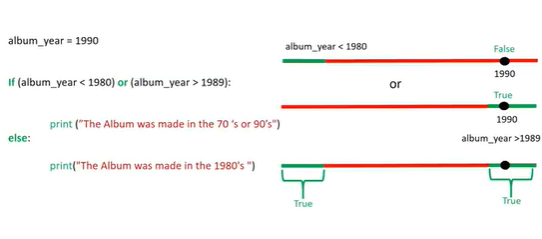 album_year = 1990
If (album_year < 1980) or (album_year > 1989):
print ("The Album was made in the 70 's or 90's")
else:
print("The Album was made in the 1980's ")
album_year < 1980
False
1990
or
True
1990
album_year >1989
True
True